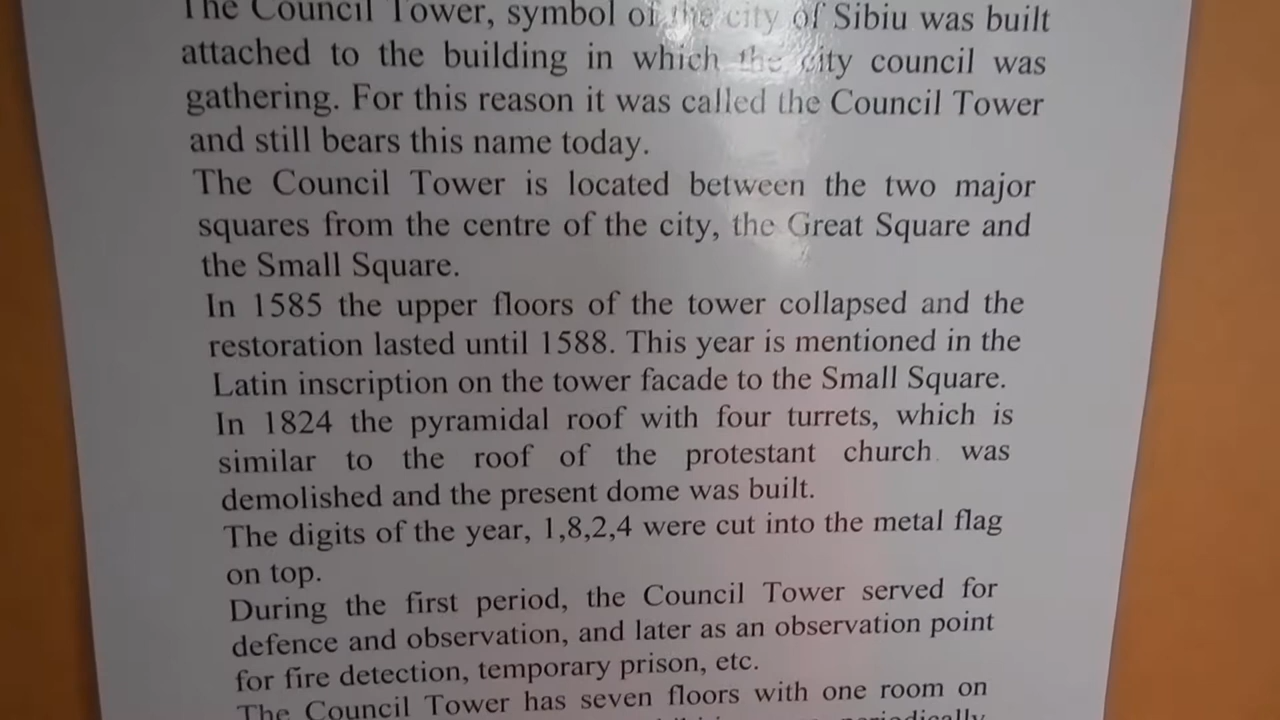 The Council Tower, symbol of the city of Sibiu was built
attached to the building in which the city council was
gathering. For this reason it was called the Council Tower
and still bears this name today.
The Council Tower is located between the two major
squares from the centre of the city, the Great Square and
the Small Square.
In 1585 the upper floors of the tower collapsed and the
restoration lasted until 1588. This year is mentioned in the
Latin inscription on the tower facade to the Small Square.
In 1824 the pyramidal roof with four turrets, which is
similar to the roof of the protestant church was
demolished and the present dome was built.
The digits of the year, 1,8,2,4 were cut into the metal flag
on top.
During the first period, the Council Tower served for
defence and observation, and later as an observation point
for fire detection, temporary prison, etc.
The Council Tower has seven floors with one room on
periodically